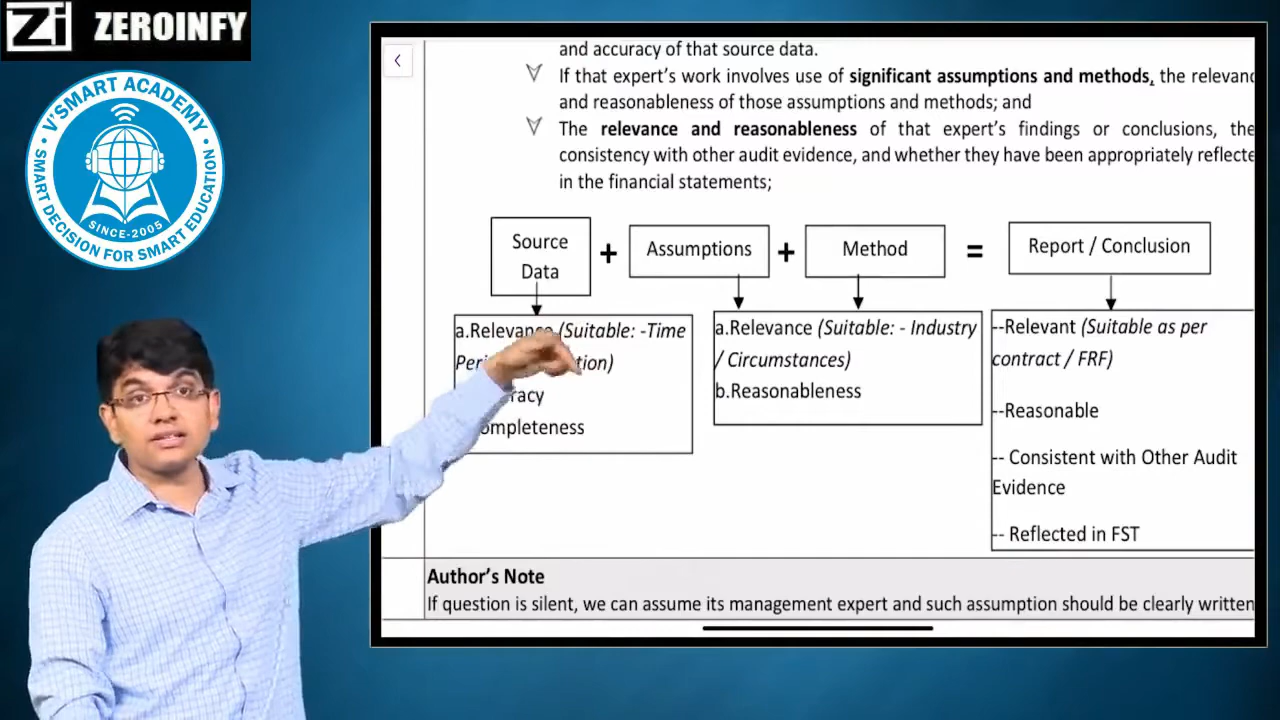 Zi ZEROINFY
V'SMART ACADEMY
SINCE-2005
SMART DECISION FOR SMART EDUCATION
<
and accuracy of that source data.
If that expert's work involves use of significant assumptions and methods, the
and reasonableness of those assumptions and methods; and
The relevance and reasonableness of that expert's findings or conclusions,
consistency with other audit evidence, and whether they have been appropriately
in the financial statements;
Source
Data
+
Assumptions
+
Method
=
Report / Conclusion
a.Relevance (Suitable: -Time
a.Relevance (Suitable: - Industry
/ Circumstances)
b.Reasonableness
--Relevant (Suitable as per
contract / FRF)
--Reasonable
-- Consistent with Other Audit
Evidence
-- Reflected in FST
Author's Note
If question is silent, we can assume its management expert and such assumption should be clearly written